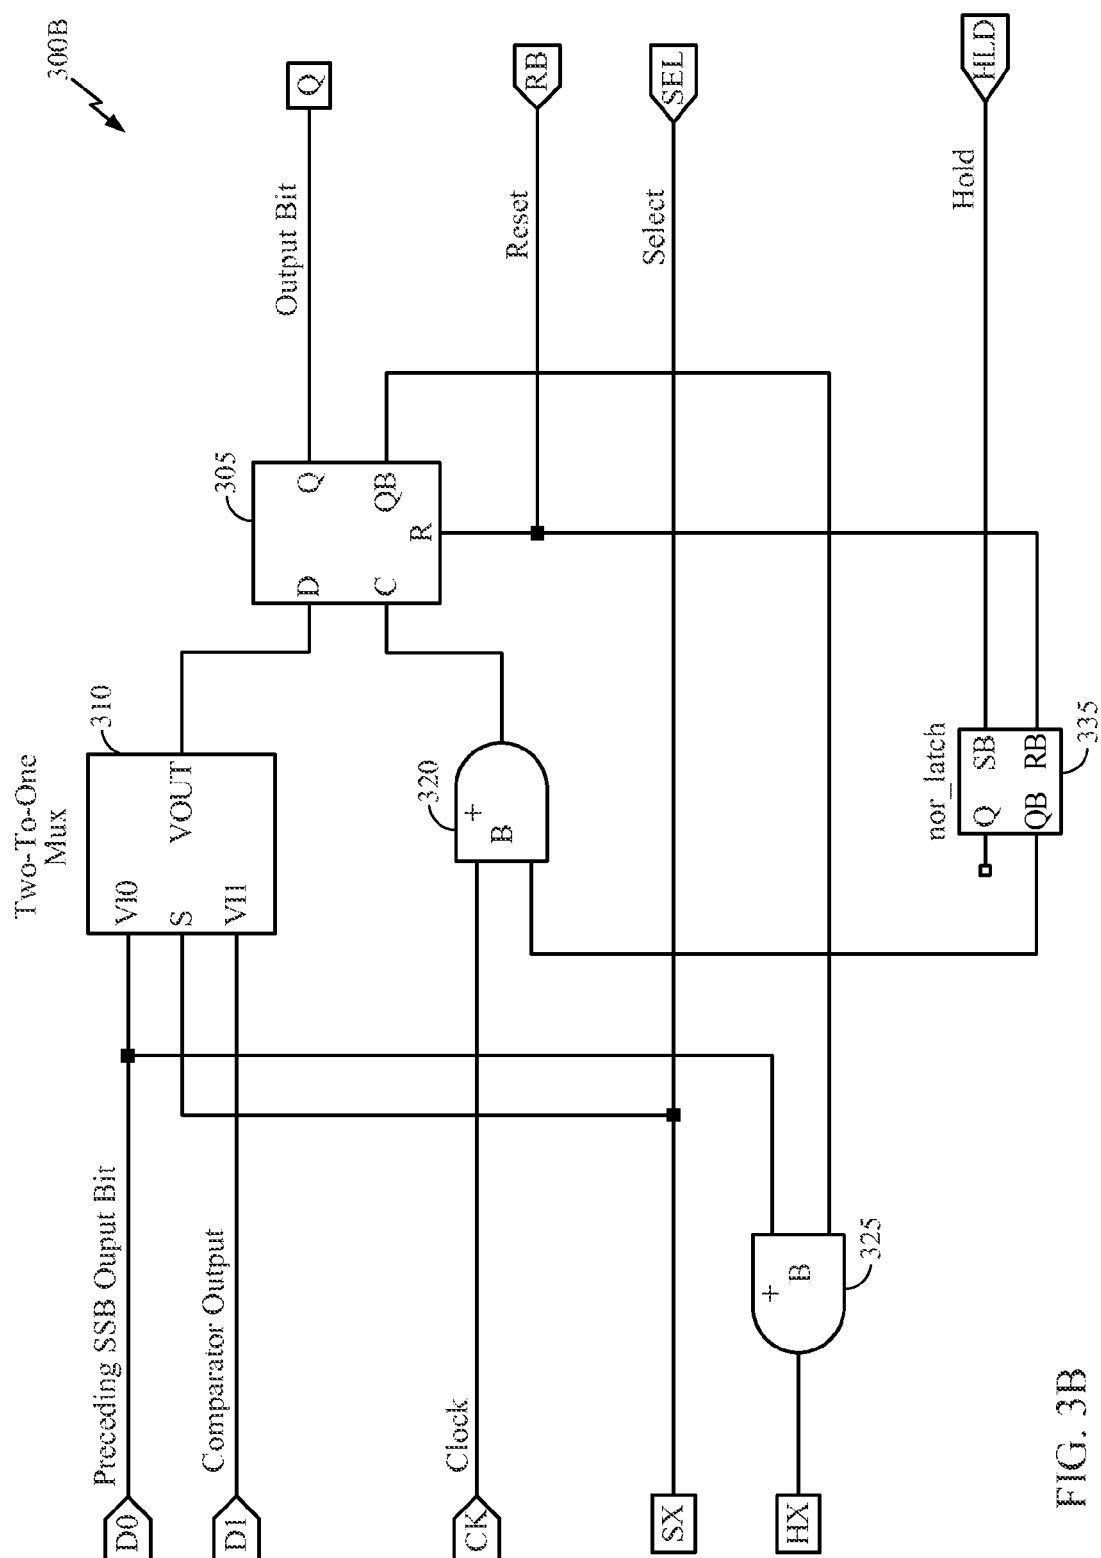 300B
Two-To-One
Mux
310
D0
Preceding SSB Ouput Bit
VI0
S
VOUT
VI1
D1
Comparator Output
305
D
Q
C
QB
R
Output Bit
Q
CK
Clock
320
+
B
Reset
RB
SX
Select
SEL
HX
+
B
325
nor_latch
Q
SB
QB
RB
335
Hold
HLD
FIG. 3B